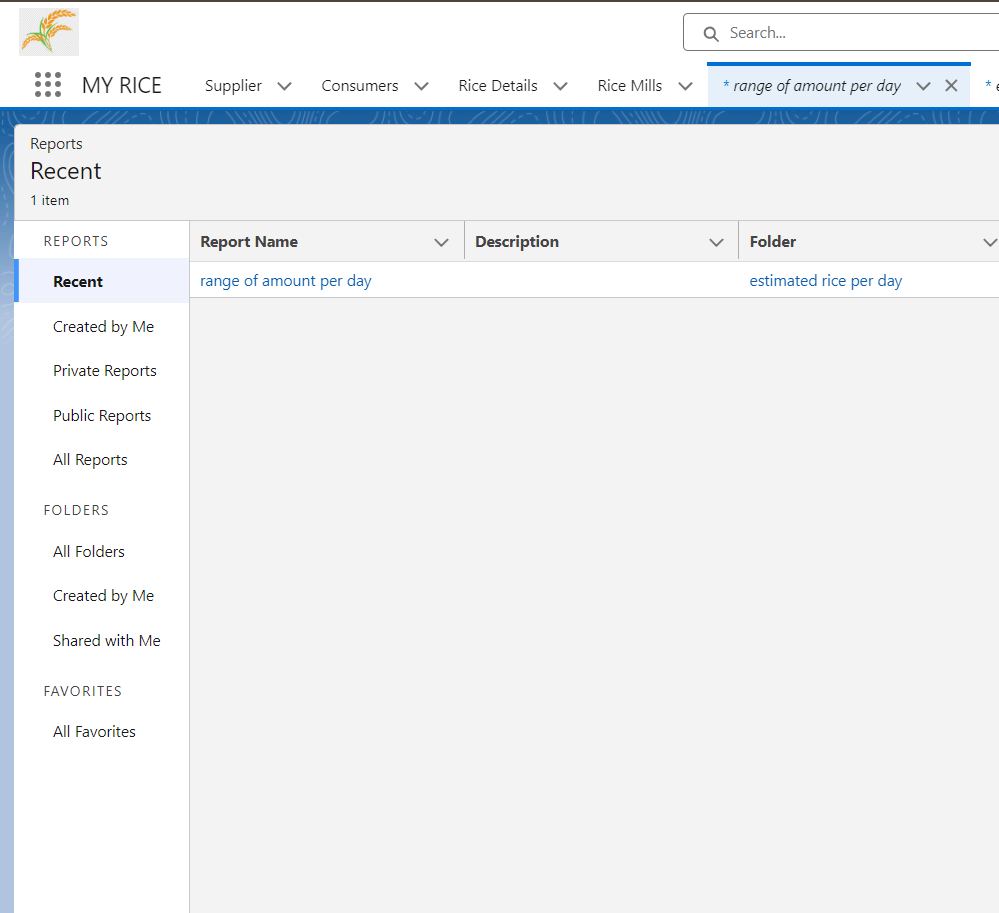 Search...
MY RICE Supplier Consumers Rice Details Rice Mills * range of amount per day *
Reports
Recent
1 item
REPORTS Report Name Description Folder
Recent range of amount per day estimated rice per day
Created by Me
Private Reports
Public Reports
All Reports
FOLDERS
All Folders
Created by Me
Shared with Me
FAVORITES
All Favorites